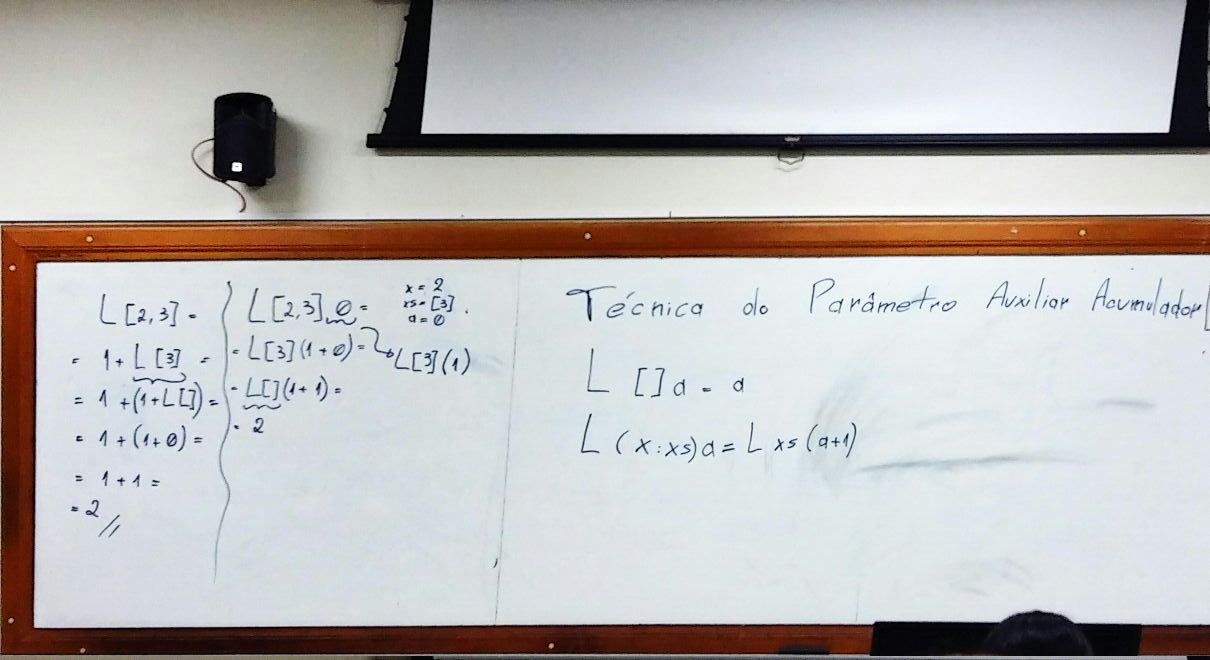 L [2,3] =
= 1 + L [3] =
= 1 + (1 + L []) =
= 1 + (1 + 0) =
= 1 + 1 =
= 2 //
L [2,3] 0 =
x = 2
xs = [3]
a = 0
= L [3] (1 + 0) =
L [3] (1)
= L [] (1 + 1) =
= 2
Técnica do Parâmetro Auxiliar Acumulador
L [] a = a
L (x:xs) a = L xs (a+1)